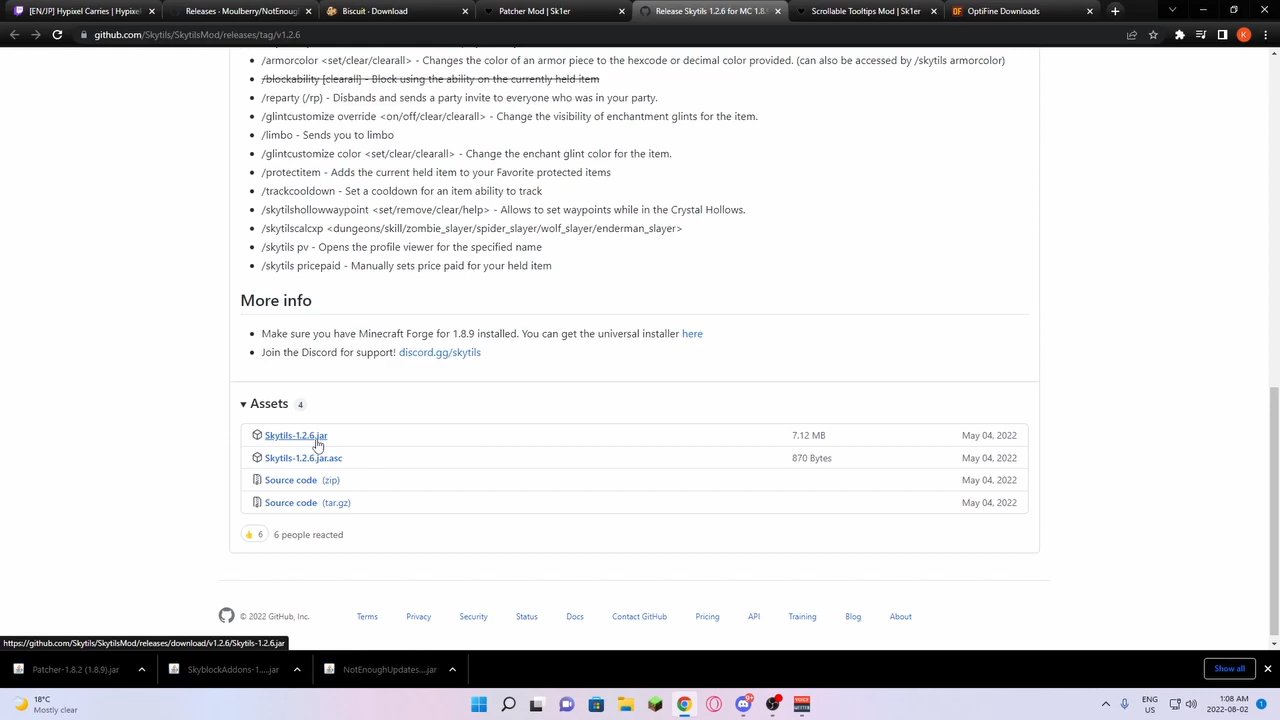 [EN/JP] Hypixel Carries | Hypixel
Releases · Moulberry/NotEnough
Biscuit - Download
Patcher Mod | Sk1er
Release Skytils 1.2.6 for MC 1.8
Scrollable Tooltips Mod | Sk1er
OptiFine Downloads
github.com/Skytils/SkytilsMod/releases/tag/v1.2.6
K
/armorcolor <set/clear/clearall> - Changes the color of an armor piece to the hexcode or decimal color provided. (can also be accessed by /skytils armorcolor)
/blockability [clearall] - Block using the ability on the currently held item
/reparty (/rp) - Disbands and sends a party invite to everyone who was in your party.
/glintcustomize override <on/off/clear/clearall> - Change the visibility of enchantment glints for the item.
/limbo - Sends you to limbo
/glintcustomize color <set/clear/clearall> - Change the enchant glint color for the item.
/protectitem - Adds the current held item to your Favorite protected items
/trackcooldown - Set a cooldown for an item ability to track
/skytilshollowwaypoint <set/remove/clear/help> - Allows to set waypoints while in the Crystal Hollows.
/skytilscalcxp <dungeons/skill/zombie_slayer/spider_slayer/wolf_slayer/enderman_slayer>
/skytils pv - Opens the profile viewer for the specified name
/skytils pricepaid - Manually sets price paid for your held item
More info
Make sure you have Minecraft Forge for 1.8.9 installed. You can get the universal installer here
Join the Discord for support! discord.gg/skytils
Assets 4
Skytils-1.2.6.jar 7.12 MB May 04, 2022
Skytils-1.2.6.jar.asc 870 Bytes May 04, 2022
Source code (zip) May 04, 2022
Source code (tar.gz) May 04, 2022
6 6 people reacted
© 2022 GitHub, Inc. Terms Privacy Security Status Docs Contact GitHub Pricing API Training Blog About
https://github.com/Skytils/SkytilsMod/releases/download/v1.2.6/Skytils-1.2.6.jar
Patcher-1.8.2 (1.8.9).jar
SkyblockAddons-1.....jar
NotEnoughUpdates....jar
Show all
18°C
Mostly clear
ENG
US
1:08 AM
2022-08-02
1